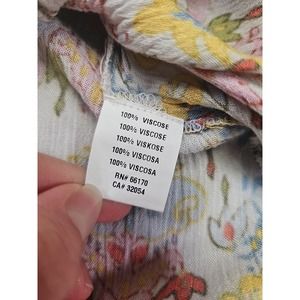 100% VISCOSE
100% VISCOSE
100% VISKOSE
100% VISCOSA
100% VISCOSA
RN# 66170
CA# 32054